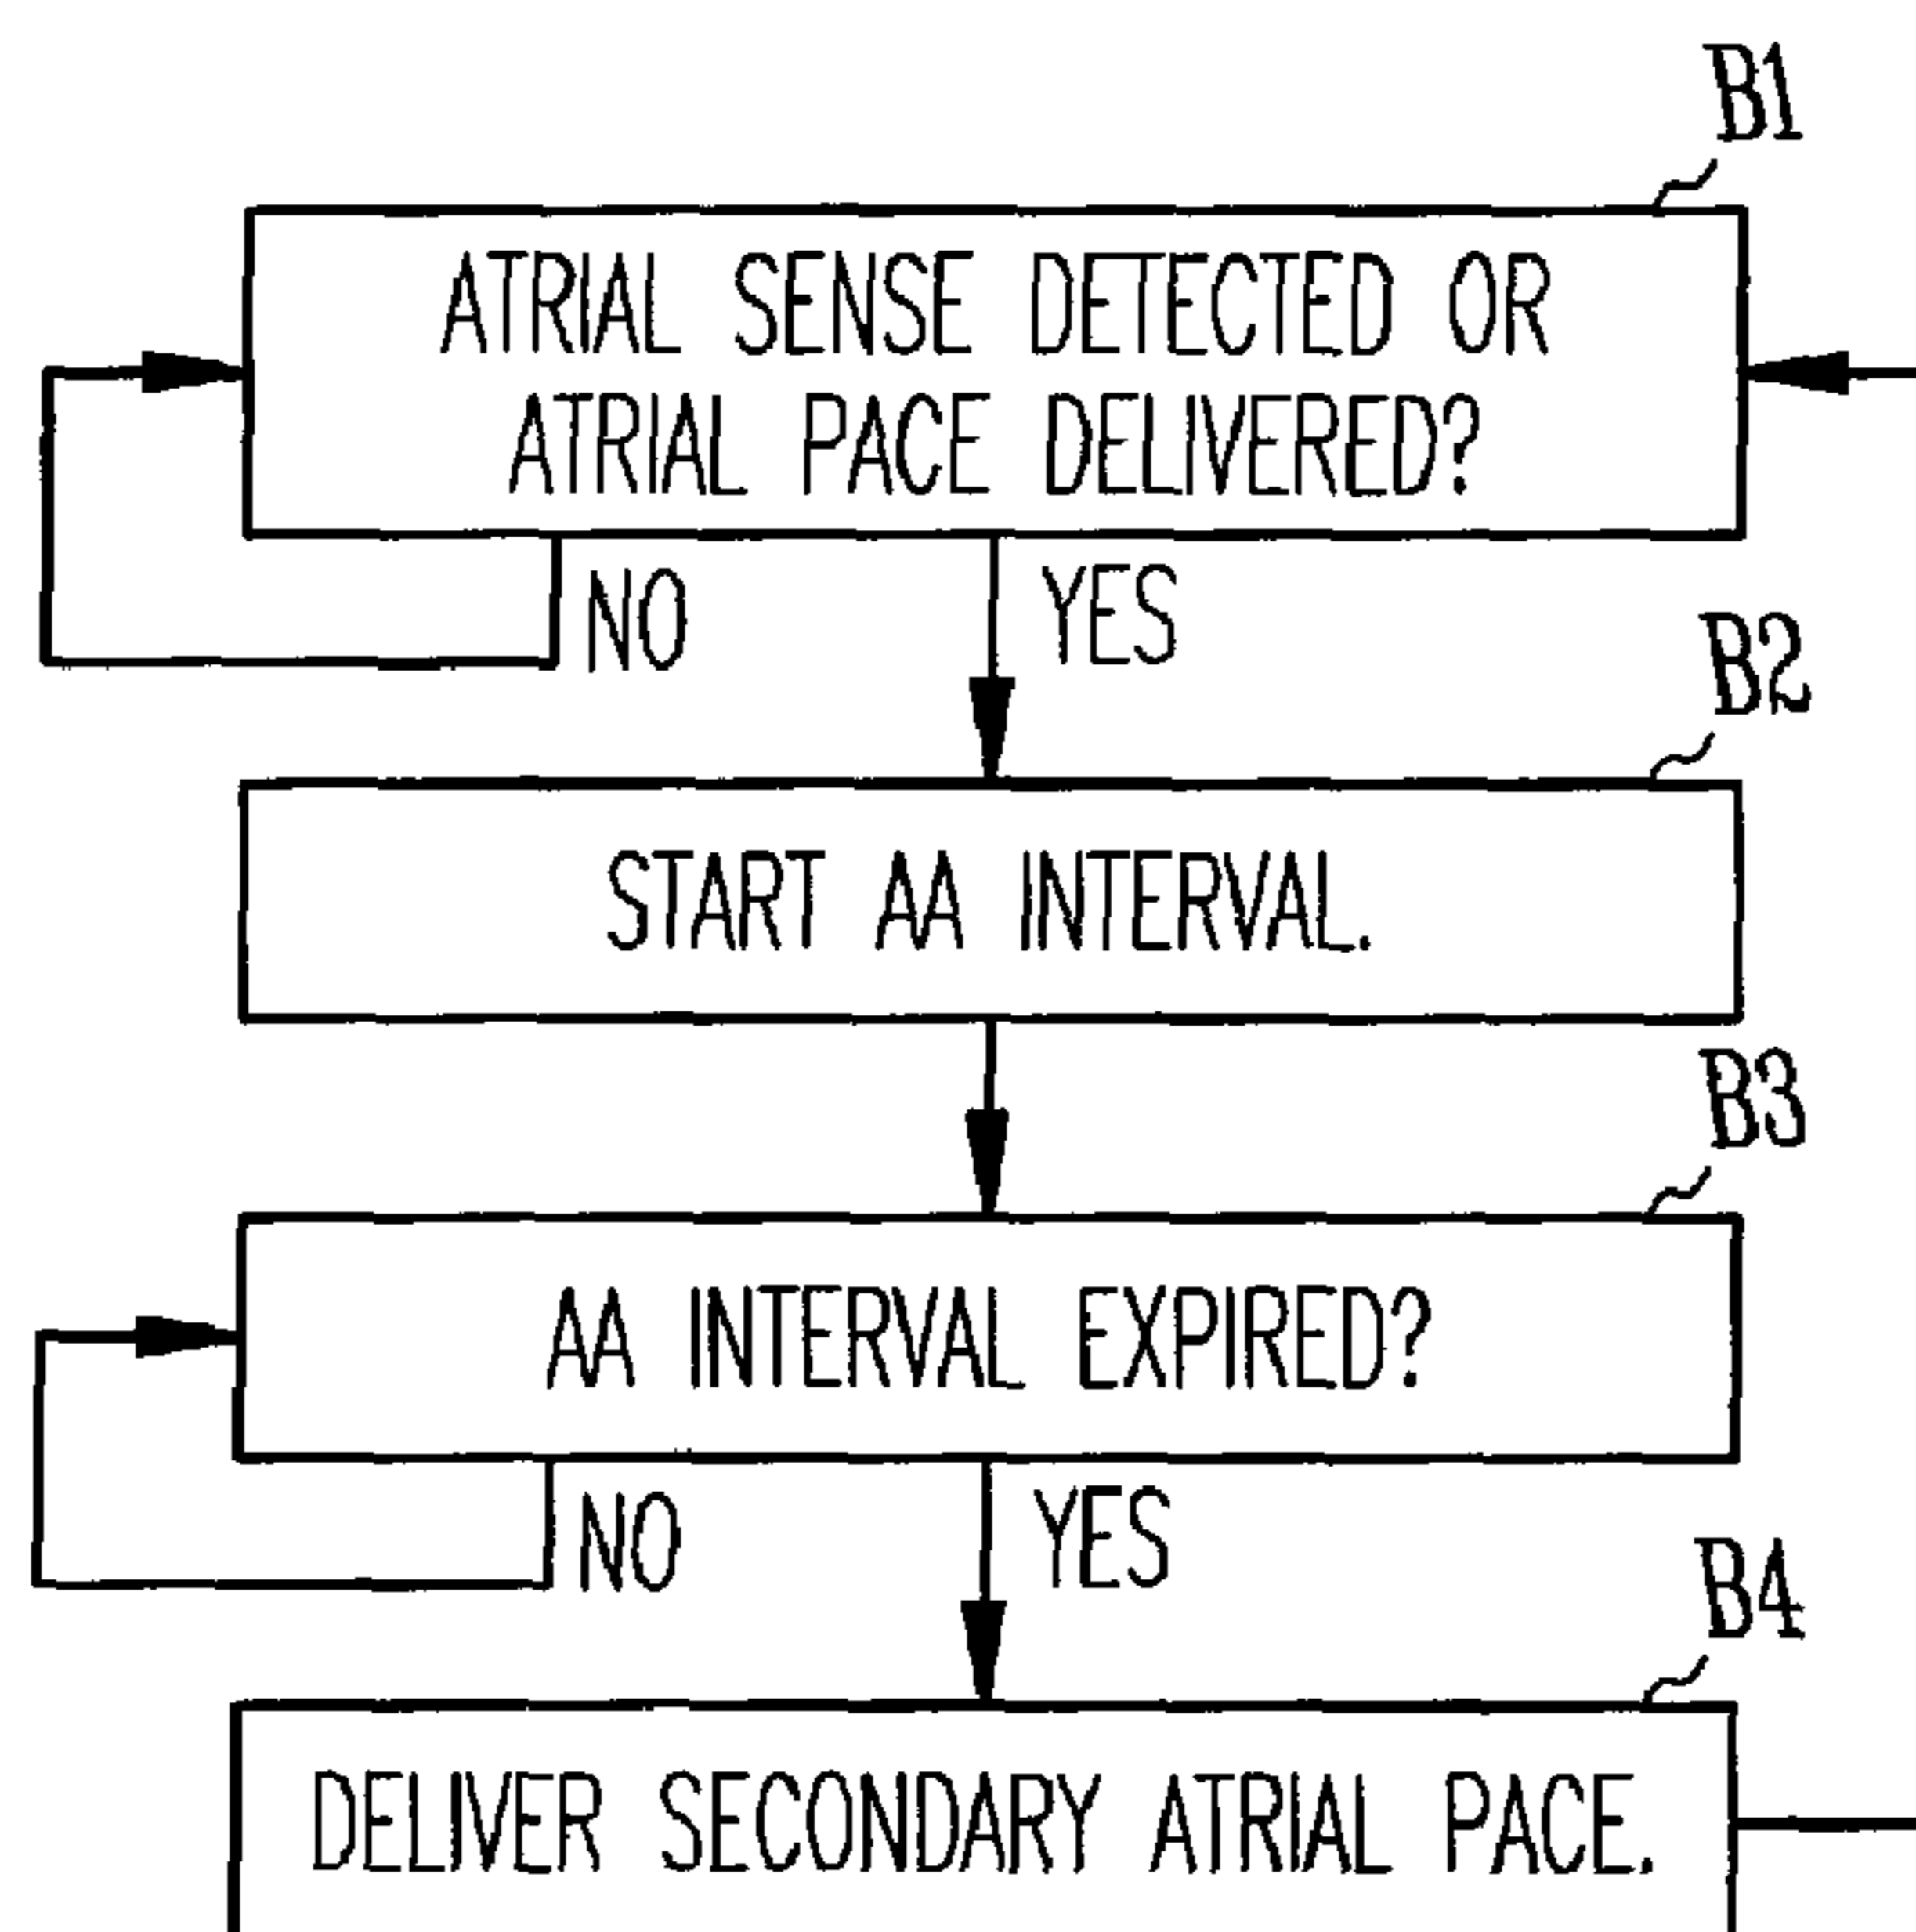 B1
ATRIAL SENSE DETECTED OR
ATRIAL PACE DELIVERED?
NO
YES
B2
START AA INTERVAL.
B3
AA INTERVAL EXPIRED?
NO
YES
B4
DELIVER SECONDARY ATRIAL PACE.